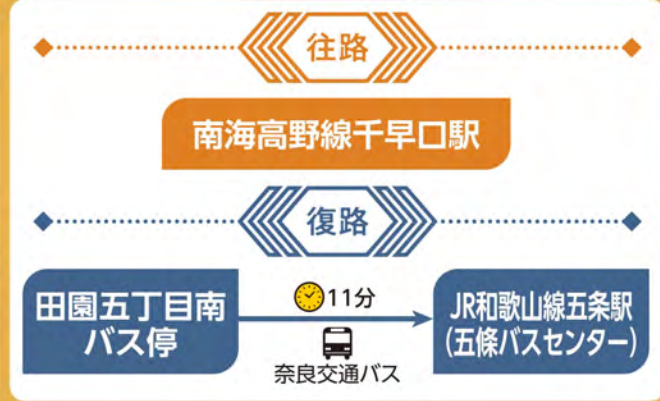 往路
南海高野線千早口駅
復路
田園五丁目南
バス停
11分
奈良交通バス
JR和歌山線五条駅
(五條バスセンター)